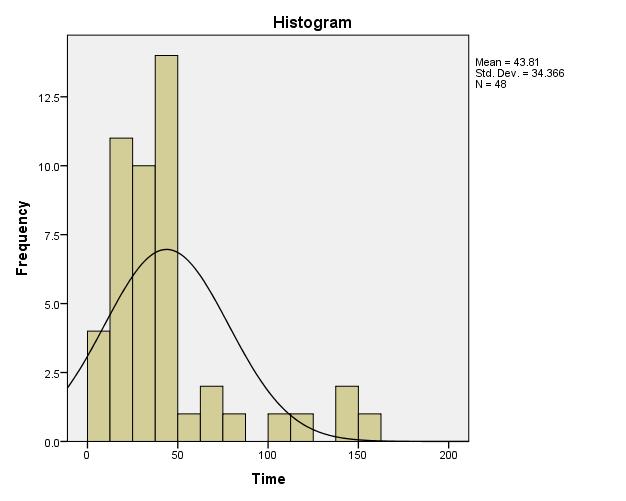 Histogram
Mean = 43.81
Std. Dev. = 34.366
N = 48
Frequency
12.5
10.0
7.5
5.0
2.5
0.0
0 50 100 150 200
Time